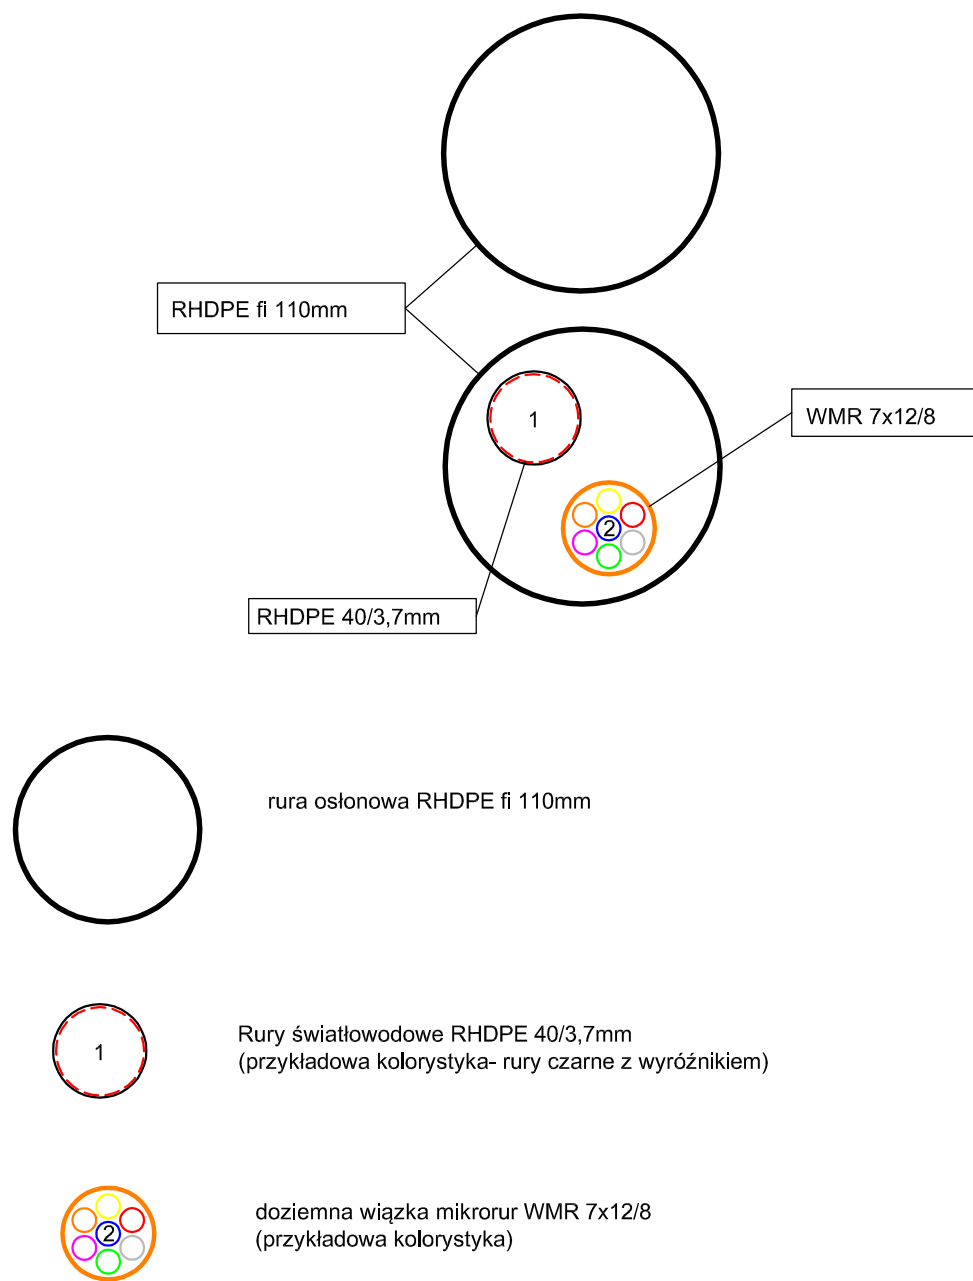 RHDPE fi 110mm
1
WMR 7x12/8
2
RHDPE 40/3,7mm
rura osłonowa RHDPE fi 110mm
1
Rury światłowodowe RHDPE 40/3,7mm
(przykładowa kolorystyka- rury czarne z wyróźnikiem)
2
doziemna wiązka mikrorur WMR 7x12/8
(przykładowa kolorystyka)